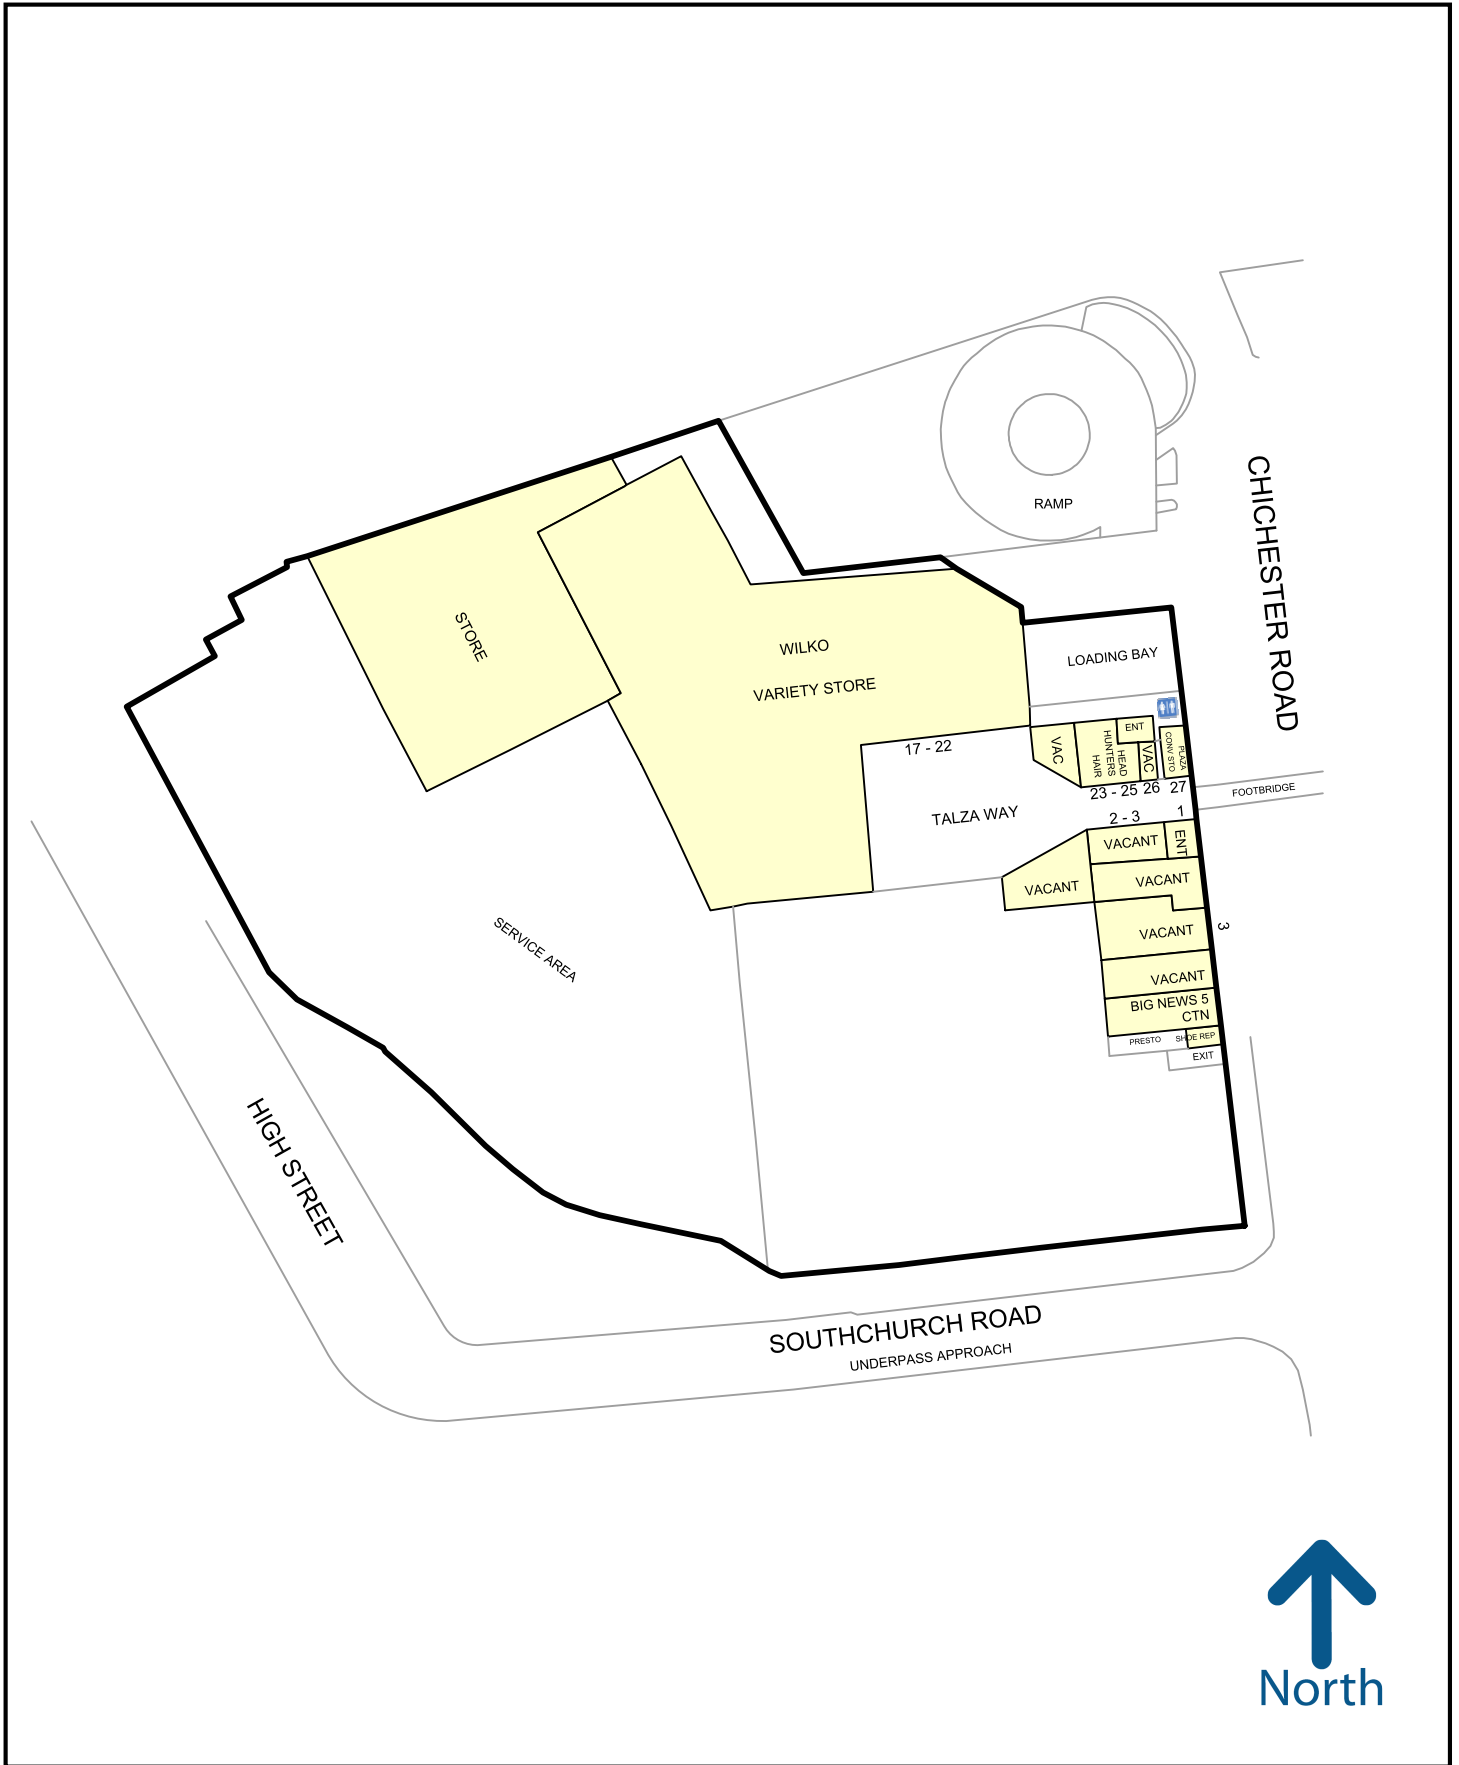 RAMP
CHICHESTER ROAD
STORE
WILKO
VARIETY STORE
LOADING BAY
17 - 22
VAC
HAIR
HUNTERS
HEAD
ENT
VAC
CONV STO
PLAZA
23 - 25
26
27
FOOTBRIDGE
TALZA WAY
2 - 3
1
VACANT
ENT
VACANT
VACANT
VACANT
3
VACANT
BIG NEWS 5
CTN
PRESTO
SHOE REP
EXIT
SERVICE AREA
HIGH STREET
SOUTHCHURCH ROAD
UNDERPASS APPROACH
North